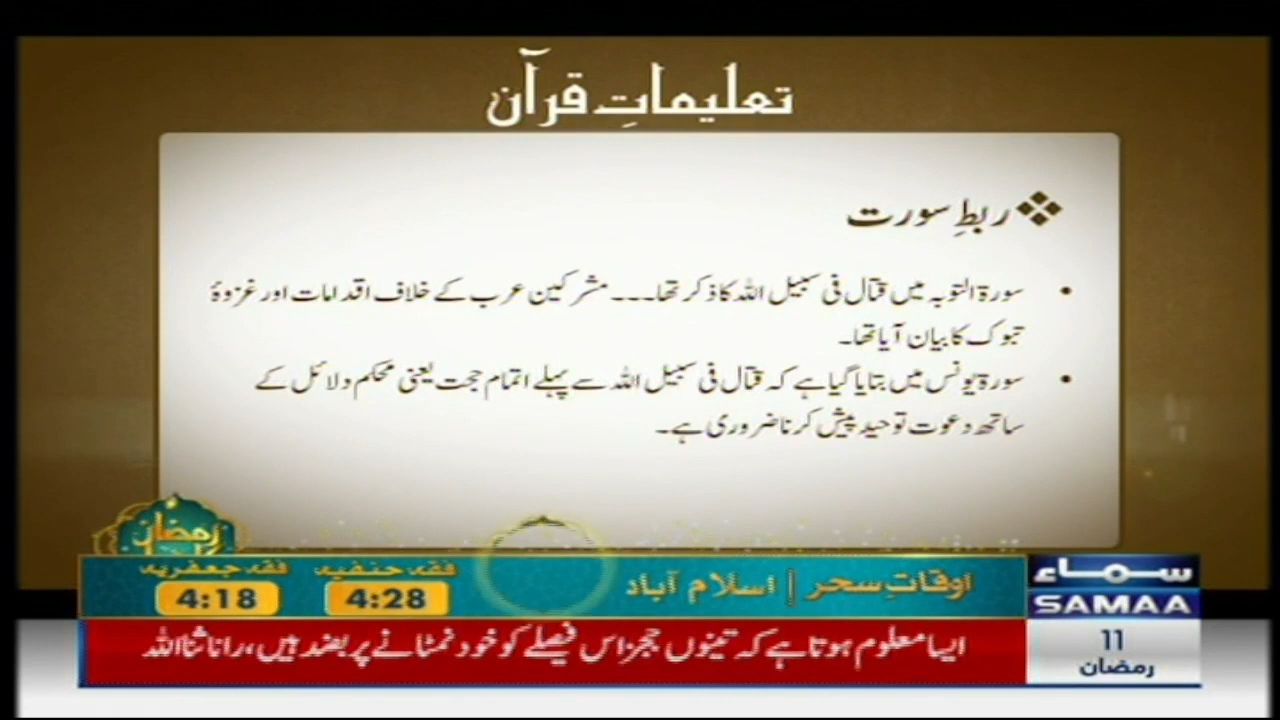 تعلیماتِ قرآن
ربطِ سورت
سورۃ التوبہ میں قتال فی سبیل اللہ کا ذکر تھا۔۔۔ مشرکین عرب کے خلاف اقدامات اور غزوۂ
تبوک کا بیان آیا تھا۔
سورۃ یونس میں بتایا گیا ہے کہ قتال فی سبیل اللہ سے پہلے اتمام حجت یعنی محکم دلائل کے
ساتھ دعوت توحید پیش کرنا ضروری ہے۔
رمضان
اوقاتِ سحر | اسلام آباد
فقہ حنفیہ
4:28
فقہ جعفریہ
4:18
سماء
SAMAA
11
رمضان
ایسا معلوم ہوتا ہے کہ تینوں ججز اس فیصلے کو خود نمٹانے پر بضد ہیں، رانا ثنا اللہ